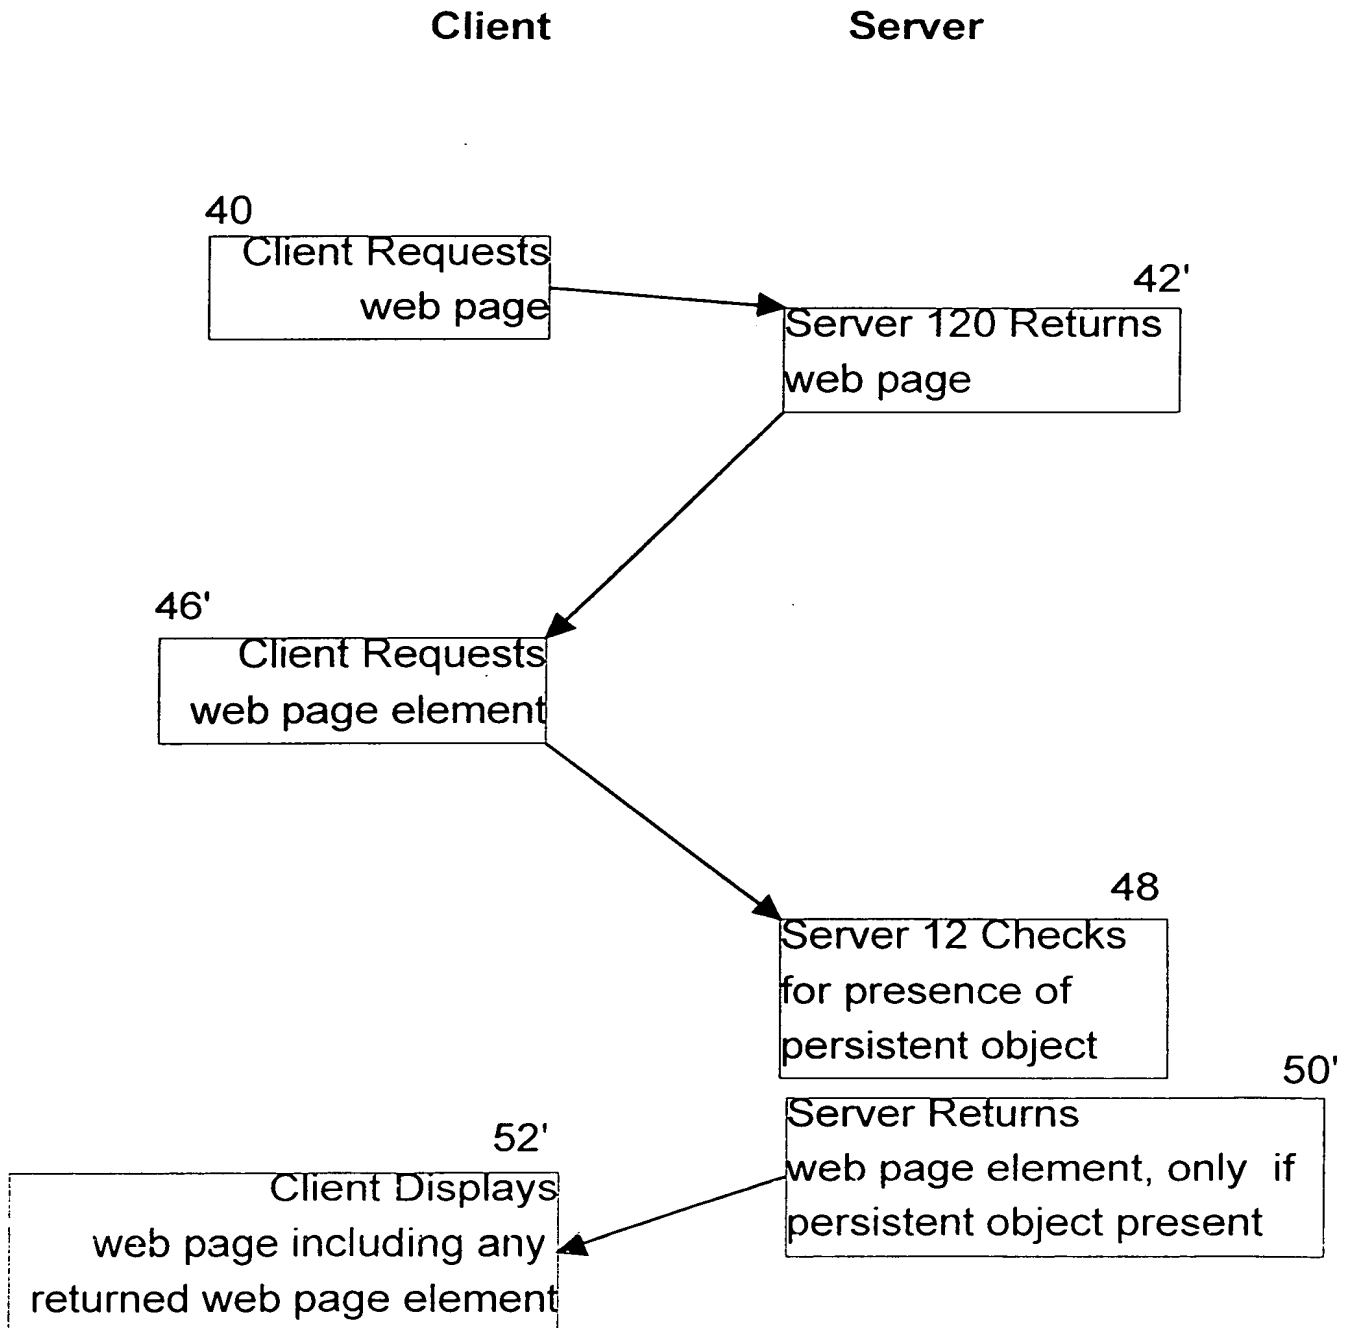 Client Server
40
Client Requests
web page
42'
Server 120 Returns
web page
46'
Client Requests
web page element
48
Server 12 Checks
for presence of
persistent object
50'
Server Returns
web page element, only if
persistent object present
52'
Client Displays
web page including any
returned web page element